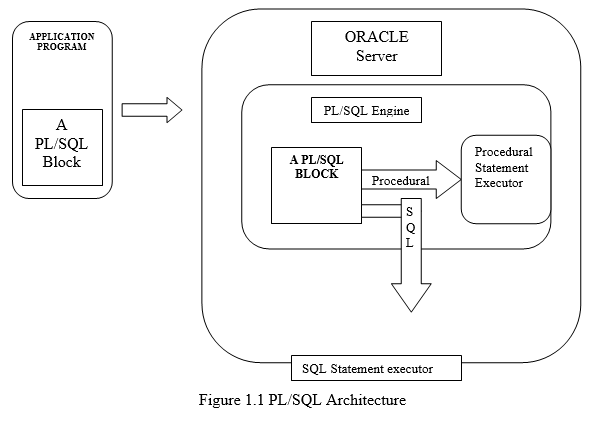 APPLICATION
PROGRAM
A
PL/SQL
Block
ORACLE
Server
PL/SQL Engine
A PL/SQL
BLOCK
Procedural
Procedural
Statement
Executor
S
Q
L
SQL Statement executor
Figure 1.1 PL/SQL Architecture